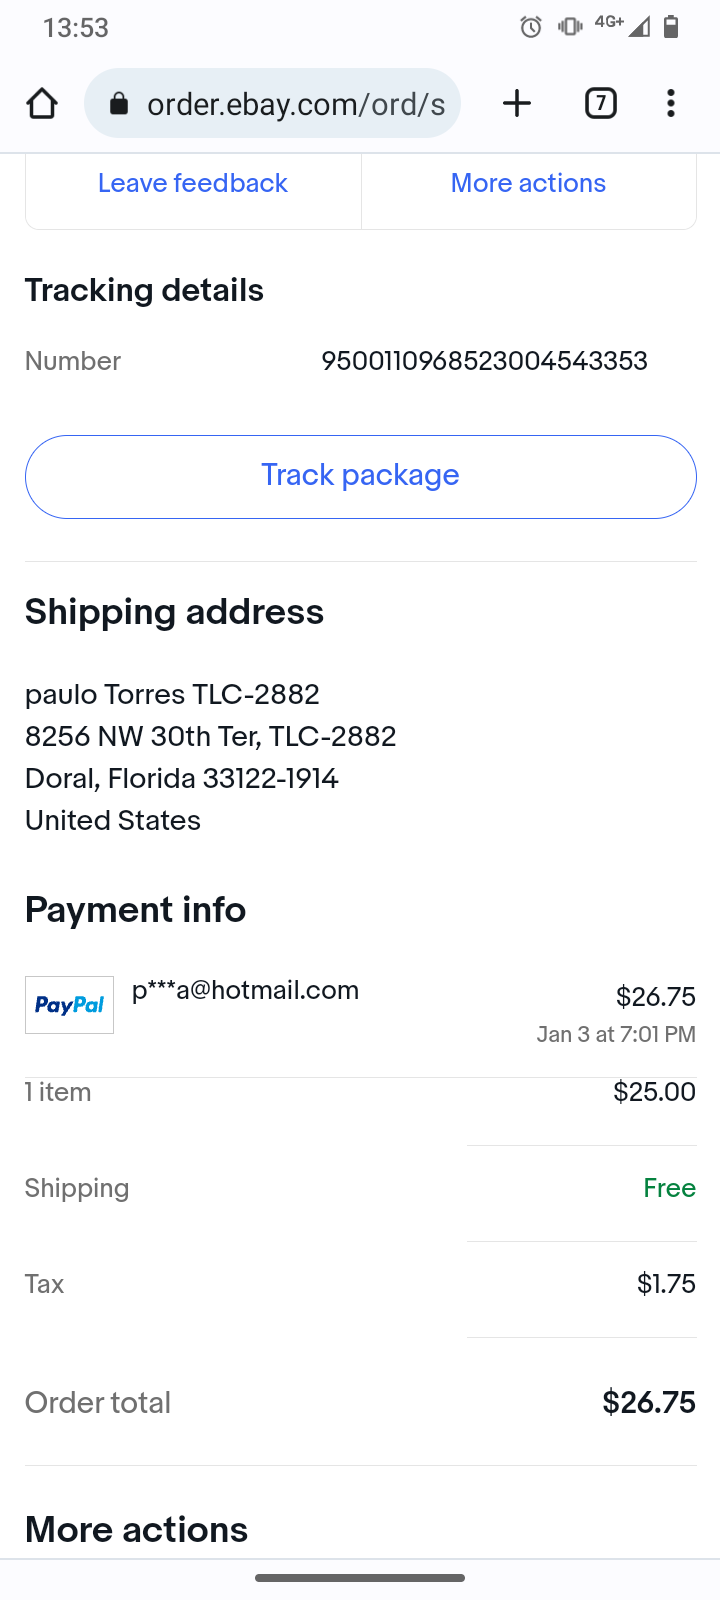 13:53
4G+
order.ebay.com/ord/s
7
Leave feedback
More actions
Tracking details
Number
9500110968523004543353
Track package
Shipping address
paulo Torres TLC-2882
8256 NW 30th Ter, TLC-2882
Doral, Florida 33122-1914
United States
Payment info
PayPal
p***a@hotmail.com
$26.75
Jan 3 at 7:01 PM
1 item
$25.00
Shipping
Free
Tax
$1.75
Order total
$26.75
More actions